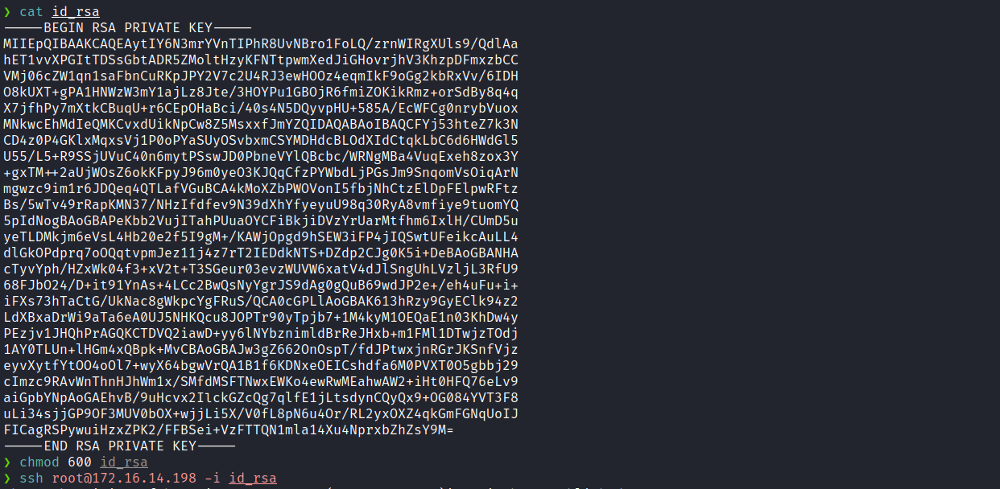 ❯ cat id_rsa
-----BEGIN RSA PRIVATE KEY-----
MIIEpQIBAAKCAQEAytIY6N3mrYVnTIPhR8UvNBro1FoLQ/zrnWIRgXUls9/QdlAa
hET1vvXPGItTDSsGbtADR5ZMoltHzyKFNTtpwmXedJiGHovrjhV3KhzpDFmxzbCC
VMj06cZW1qn1saFbnCuRKpJPY2V7c2U4RJ3ewHOOz4eqmIkF9oGg2kbRxVv/6IDH
O8kUXT+gPA1HNWzW3mY1ajLz8Jte/3HOYPu1GBOjR6fmiZOKikRmz+orSdBy8q4q
X7jfhPy7mXtkCBuqU+r6CEpOHaBci/40s4N5DQyvpHU+585A/EcWFCg0nrybVuox
MNkwcEhMdIeQMKCvxdUikNpCw8Z5MsxxfJmYZQIDAQABAoIBAQCFYj53hteZ7k3N
CD4z0P4GKlxMqxsVj1P0oPYaSUyOSvbxmCSYMDHdcBLOdXIdCtqkLbC6d6HWdGl5
U55/L5+R9SSjUVuC40n6mytPSswJD0PbneVYlQBcbc/WRNgMBa4VuqExeh8zox3Y
+gxTM++2aUjWOsZ6okKFpyJ96m0yeO3KJQqCfzPYWbdLjPGsJm9SnqomVsOiqArN
mgwzc9im1r6JDQeq4QTLafVGuBCA4kMoXZbPWOVonI5fbjNhCtzElDpFElpwRFtz
Bs/5wTv49rRapKMN37/NHzIfdfev9N39dXhYfyeyuU98q30RyA8vmfiye9tuomYQ
5pIdNogBAoGBAPeKbb2VujITahPUuaOYCFiBkjiDVzYrUarMtfhm6IxlH/CUmD5u
yeTLDMkjm6eVsL4Hb20e2f5I9gM+/KAWjOpgd9hSEW3iFP4jIQSwtUFeikcAuLL4
dlGkOPdprq7oOQqtvpmJez11j4z7rT2IEDdkNTS+DZdp2CJg0K5i+DeBAoGBANHA
cTyvYph/HZxWk04f3+xV2t+T3SGeur03evzWUVW6xatV4dJlSngUhLVzljL3RfU9
68FJbO24/D+it91YnAs+4LCc2BwQsNyYgrJS9dAg0gQuB69wdJP2e+/eh4uFu+i+
iFXs73hTaCtG/UkNac8gWkpcYgFRuS/QCA0cGPLlAoGBAK613hRzy9GyEClk94z2
LdXBxaDrWi9aTa6eA0UJ5NHKQcu8JOPTr90yTpjb7+1M4kyM1OEQaE1n03KhDw4y
PEzjv1JHQhPrAGQKCTDVQ2iawD+yy6lNYbznimldBrReJHxb+m1FMl1DTwjzTOdj
1AY0TLUn+lHGm4xQBpk+MvCBAoGBAJw3gZ662OnOspT/fdJPtwxjnRGrJKSnfVjz
eyvXytfYtOO4oOl7+wyX64bgwVrQA1B1f6KDNxeOEICshdfa6M0PVXT0O5gbbj29
cImzc9RAvWnThnHJhWm1x/SMfdMSFTNwxEWKo4ewRwMEahwAW2+iHt0HFQ76eLv9
aiGpbYNpAoGAEhvB/9uHcvx2IlckGZcQg7qlfE1jLtsdynCQyQx9+OG084YVT3F8
uLi34sjjGP9OF3MUV0bOX+wjjLi5X/V0fL8pN6u4Or/RL2yxOXZ4qkGmFGNqUoIJ
FICagRSPywuiHzxZPK2/FFBSei+VzFTTQN1mla14Xu4NprxbZhZsY9M=
-----END RSA PRIVATE KEY-----
❯ chmod 600 id_rsa
❯ ssh root@172.16.14.198 -i id_rsa